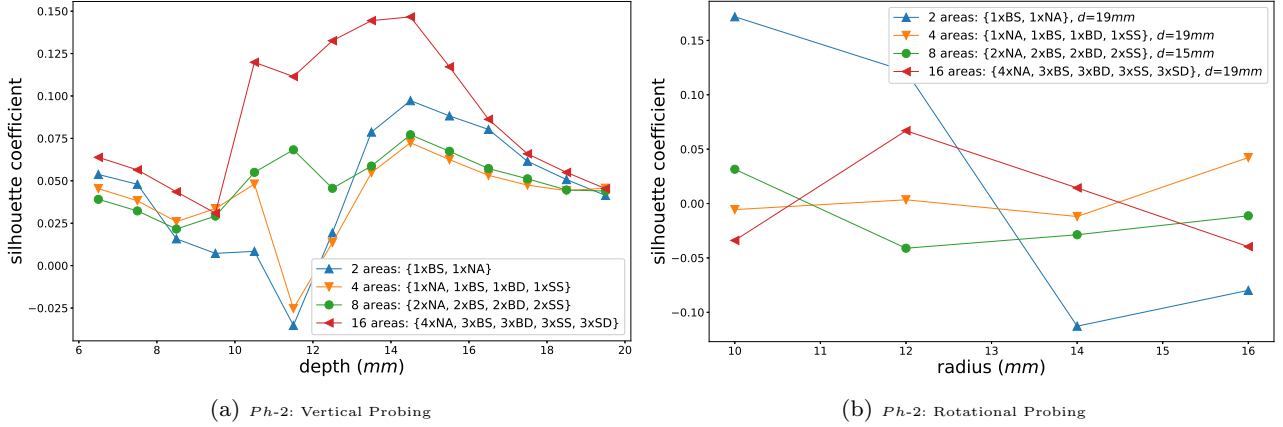 silhouette coefficient
0.150
0.125
0.100
0.075
0.050
0.025
0.000
−0.025
6 8 10 12 14 16 18 20
depth (mm)
2 areas: {1xBS, 1xNA}
4 areas: {1xNA, 1xBS, 1xBD, 1xSS}
8 areas: {2xNA, 2xBS, 2xBD, 2xSS}
16 areas: {4xNA, 3xBS, 3xBD, 3xSS, 3xSD}
(a) Ph-2: Vertical Probing
silhouette coefficient
0.15
0.10
0.05
0.00
−0.05
−0.10
10 11 12 13 14 15 16
radius (mm)
2 areas: {1xBS, 1xNA}, d=19mm
4 areas: {1xNA, 1xBS, 1xBD, 1xSS}, d=19mm
8 areas: {2xNA, 2xBS, 2xBD, 2xSS}, d=15mm
16 areas: {4xNA, 3xBS, 3xBD, 3xSS, 3xSD}, d=19mm
(b) Ph-2: Rotational Probing